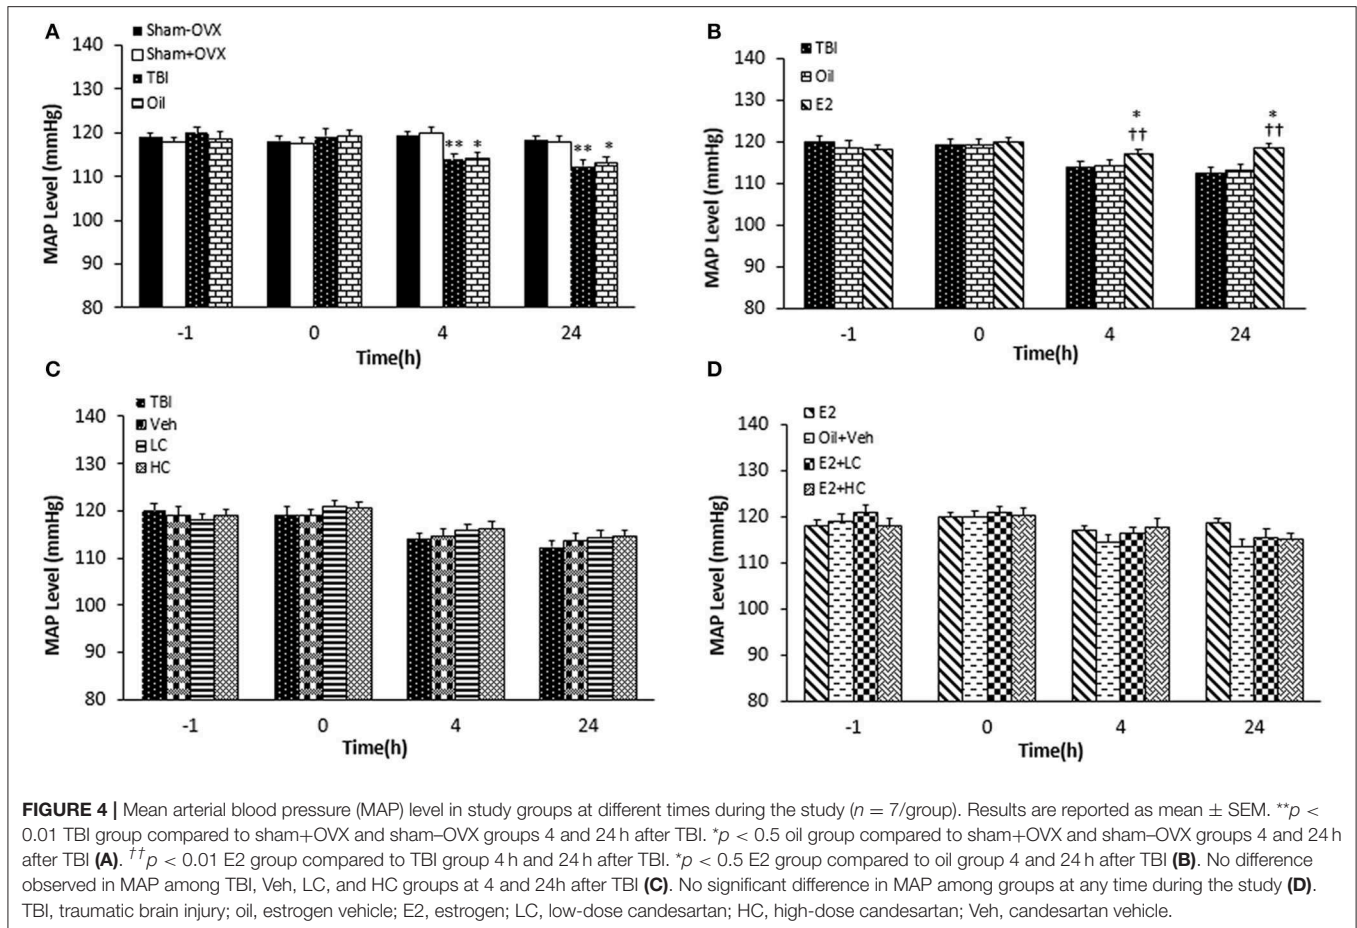 A
Sham-OVX
Sham+OVX
TBI
Oil
140
130
120
110
100
90
80
MAP Level (mmHg)
** *
** *
-1 0 4 24
Time(h)
B
TBI
Oil
E2
140
130
120
110
100
90
80
MAP Level (mmHg)
* *
†† ††
-1 0 4 24
Time(h)
C
TBI
Veh
LC
HC
140
130
120
110
100
90
80
MAP Level (mmHg)
-1 0 4 24
Time(h)
D
E2
Oil+Veh
E2+LC
E2+HC
140
130
120
110
100
90
80
MAP Level (mmHg)
-1 0 4 24
Time(h)
FIGURE 4 | Mean arterial blood pressure (MAP) level in study groups at different times during the study (n = 7/group). Results are reported as mean ± SEM. **p <
0.01 TBI group compared to sham+OVX and sham–OVX groups 4 and 24 h after TBI. *p < 0.5 oil group compared to sham+OVX and sham–OVX groups 4 and 24 h
after TBI (A). ††p < 0.01 E2 group compared to TBI group 4 h and 24 h after TBI. *p < 0.5 E2 group compared to oil group 4 and 24 h after TBI (B). No difference
observed in MAP among TBI, Veh, LC, and HC groups at 4 and 24h after TBI (C). No significant difference in MAP among groups at any time during the study (D).
TBI, traumatic brain injury; oil, estrogen vehicle; E2, estrogen; LC, low-dose candesartan; HC, high-dose candesartan; Veh, candesartan vehicle.